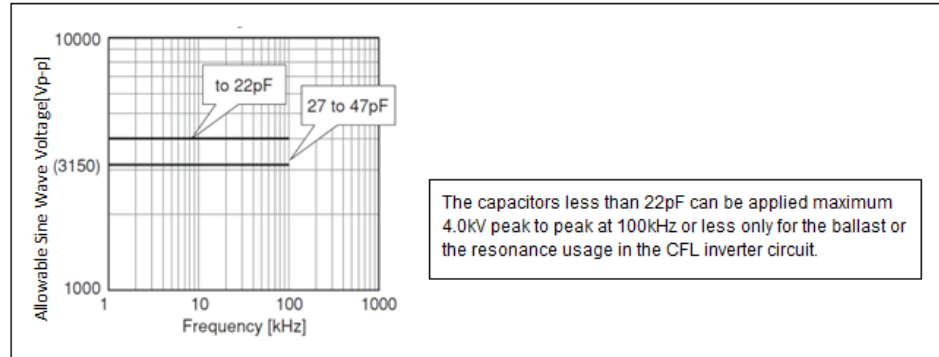 10000
to 22pF
27 to 47pF
(3150)
1000
1
10
100
1000
Frequency [kHz]
Allowable Sine Wave Voltage[Vp-p]
The capacitors less than 22pF can be applied maximum
4.0kV peak to peak at 100kHz or less only for the ballast or
the resonance usage in the CFL inverter circuit.